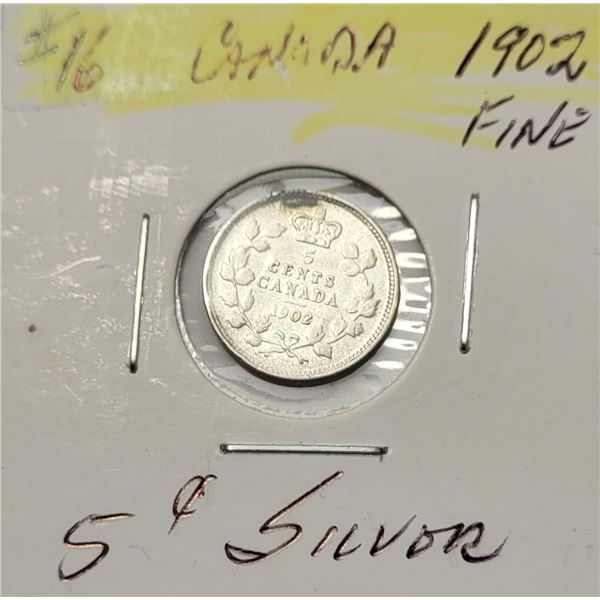 #16 CANADA 1902
FINE
5
CENTS
CANADA
1902
5¢ SILVER